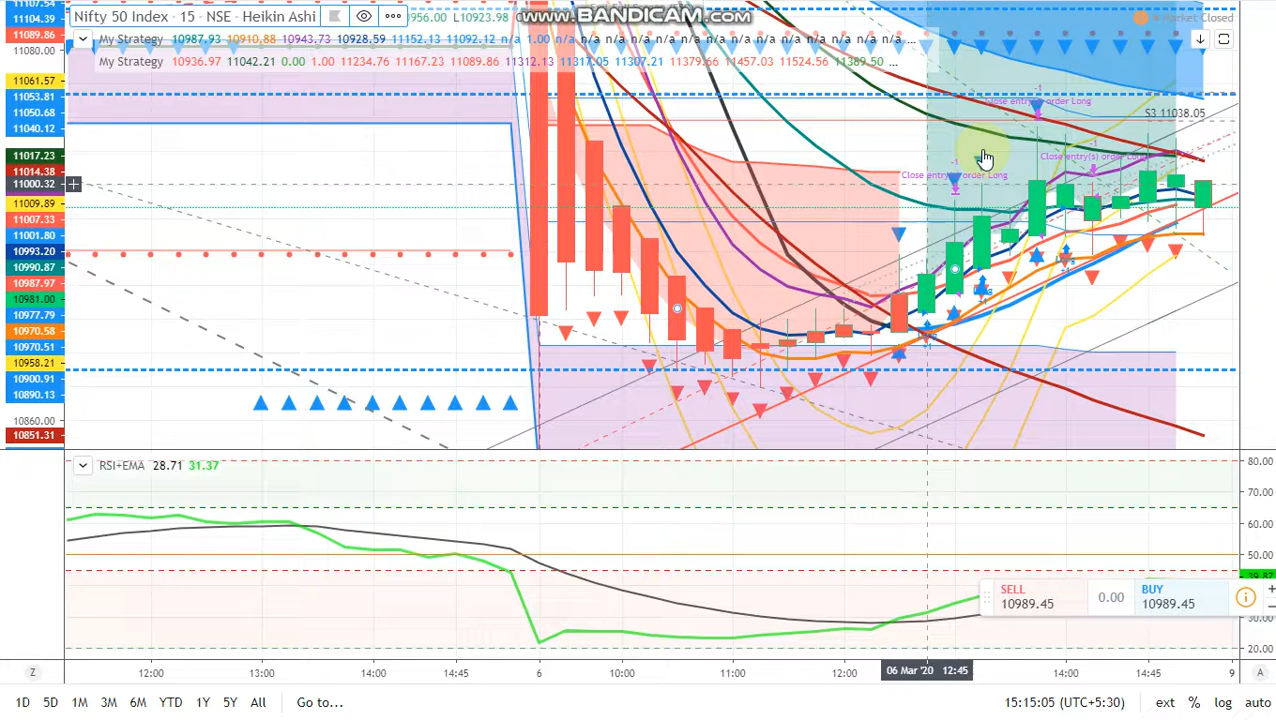 11107.54
11104.39
11089.86
11080.00
11061.57
11053.81
11050.68
11040.12
11017.23
11014.38
11000.32
11009.89
11007.33
11001.80
10993.20
10990.87
10987.97
10981.00
10977.79
10970.58
10970.51
10958.21
10900.91
10890.13
10860.00
10851.31
Nifty 50 Index · 15 · NSE · Heikin Ashi
956.00 L10923.98
www.BANDICAM.com
Market Closed
My Strategy 10987.93 10910.88 10943.73 10928.59 11152.13 11092.12 n/a 1.00 n/a n/a n/a n/a n/a n/a n/a n/a n/a ...
My Strategy 10936.97 11042.21 0.00 1.00 11234.76 11167.23 11089.86 11312.13 11317.05 11307.21 11379.66 11457.03 11524.56 11389.50 ...
-1
Close entry(s) order Long
S3 11038.05
-1
Close entry(s) order Long
-1
Close entry(s) order Long
Long
+1
Long
+1
+1
RSI+EMA 28.71 31.37
80.00
70.00
60.00
50.00
39.87
30.00
20.00
SELL
10989.45
0.00
BUY
10989.45
Z
12:00
13:00
14:00
14:45
6
10:00
11:00
12:00
06 Mar '20 12:45
14:00
14:45
9
A
1D 5D 1M 3M 6M YTD 1Y 5Y All Go to...
15:15:05 (UTC+5:30) ext % log auto